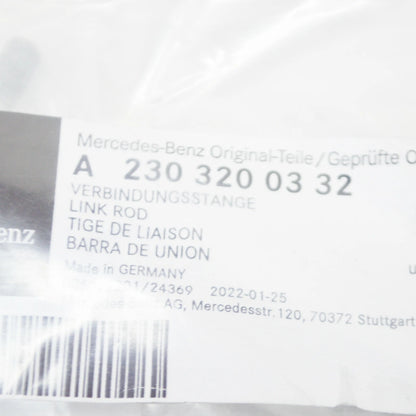 Mercedes-Benz Original-Teile/Geprüfte O
A 230 320 03 32
VERBINDUNGSSTANGE
LINK ROD
TIGE DE LIAISON
BARRA DE UNION
enz
Made in GERMANY
/24369 2022-01-25
AG, Mercedesstr.120, 70372 Stuttgart